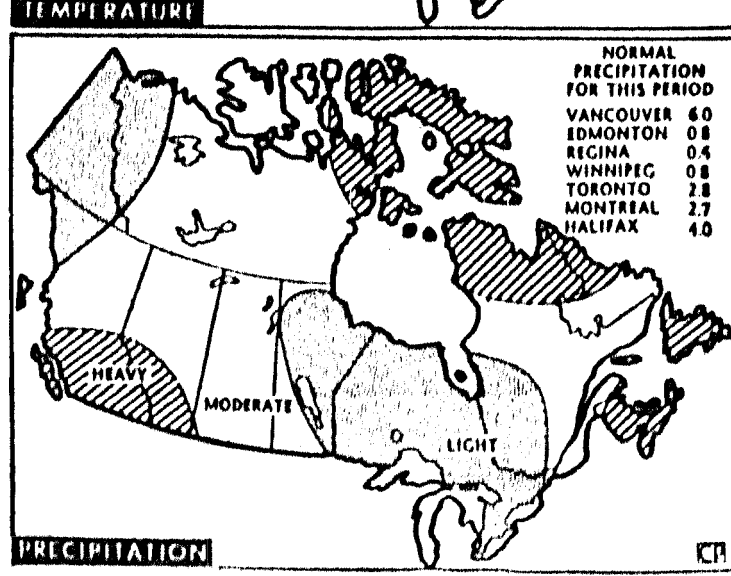 TEMPERATURE
NORMAL
PRECIPITATION
FOR THIS PERIOD
VANCOUVER 6.0
EDMONTON 0.8
REGINA 0.4
WINNIPEG 0.8
TORONTO 2.8
MONTREAL 2.7
HALIFAX 4.0
HEAVY
MODERATE
LIGHT
PRECIPITATION
CP